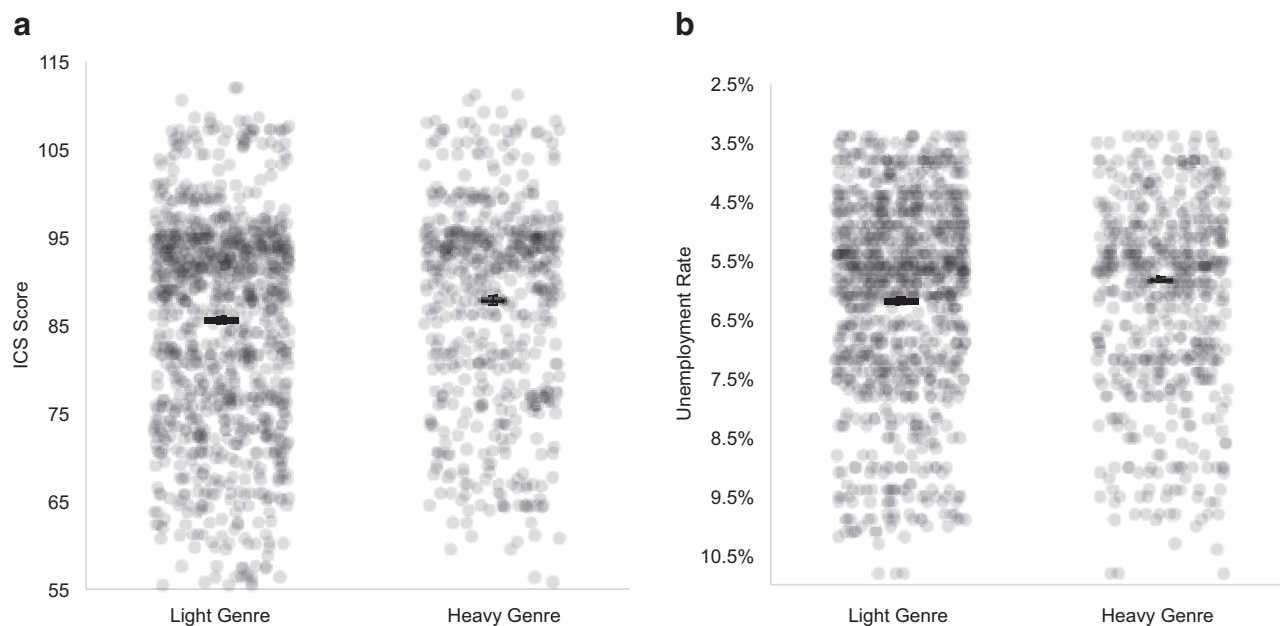 a
115
105
95
85
75
65
55
ICS Score
Light Genre
Heavy Genre
b
2.5%
3.5%
4.5%
5.5%
6.5%
7.5%
8.5%
9.5%
10.5%
Unemployment Rate
Light Genre
Heavy Genre